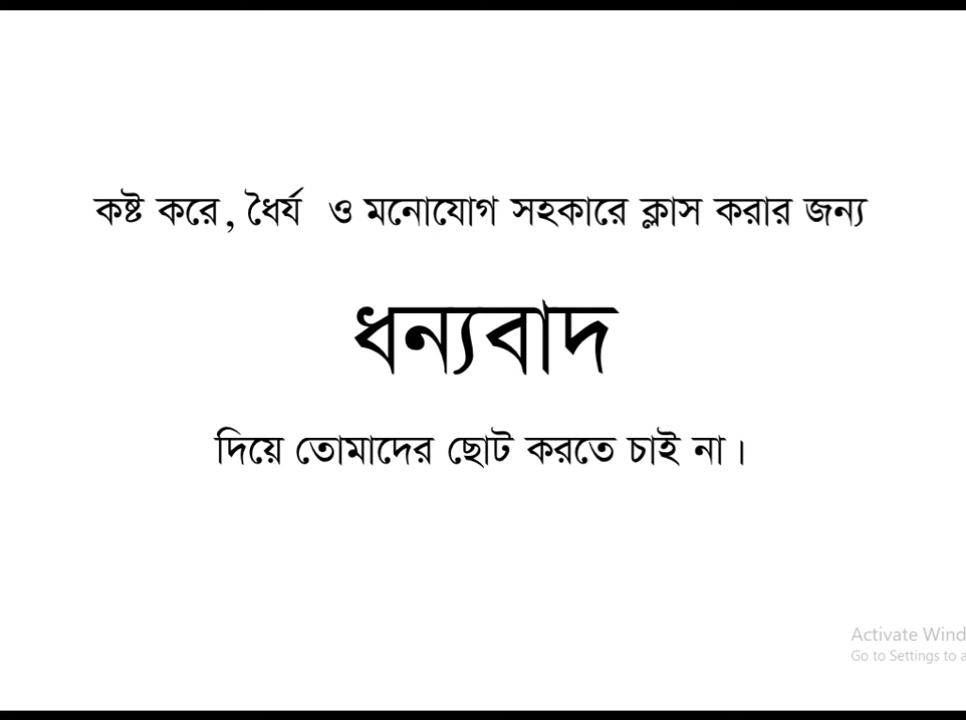 কষ্ট করে, ধৈর্য ও মনোযোগ সহকারে ক্লাস করার জন্য
ধন্যবাদ
দিয়ে তোমাদের ছোট করতে চাই না।
Activate Wind
Go to Settings to a